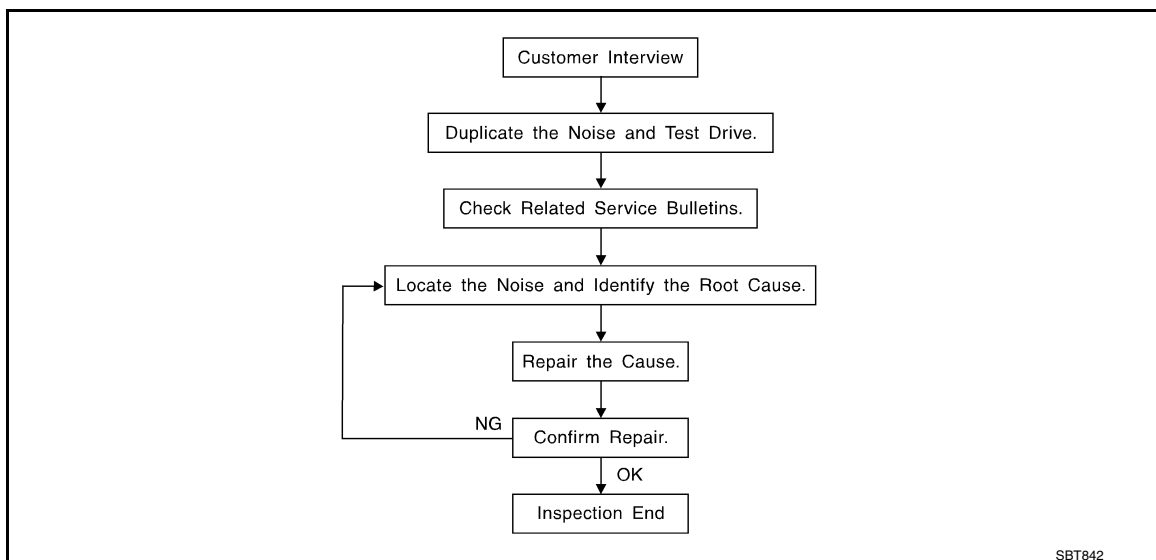 Customer Interview
Duplicate the Noise and Test Drive.
Check Related Service Bulletins.
Locate the Noise and Identify the Root Cause.
Repair the Cause.
NG
Confirm Repair.
OK
Inspection End
SBT842